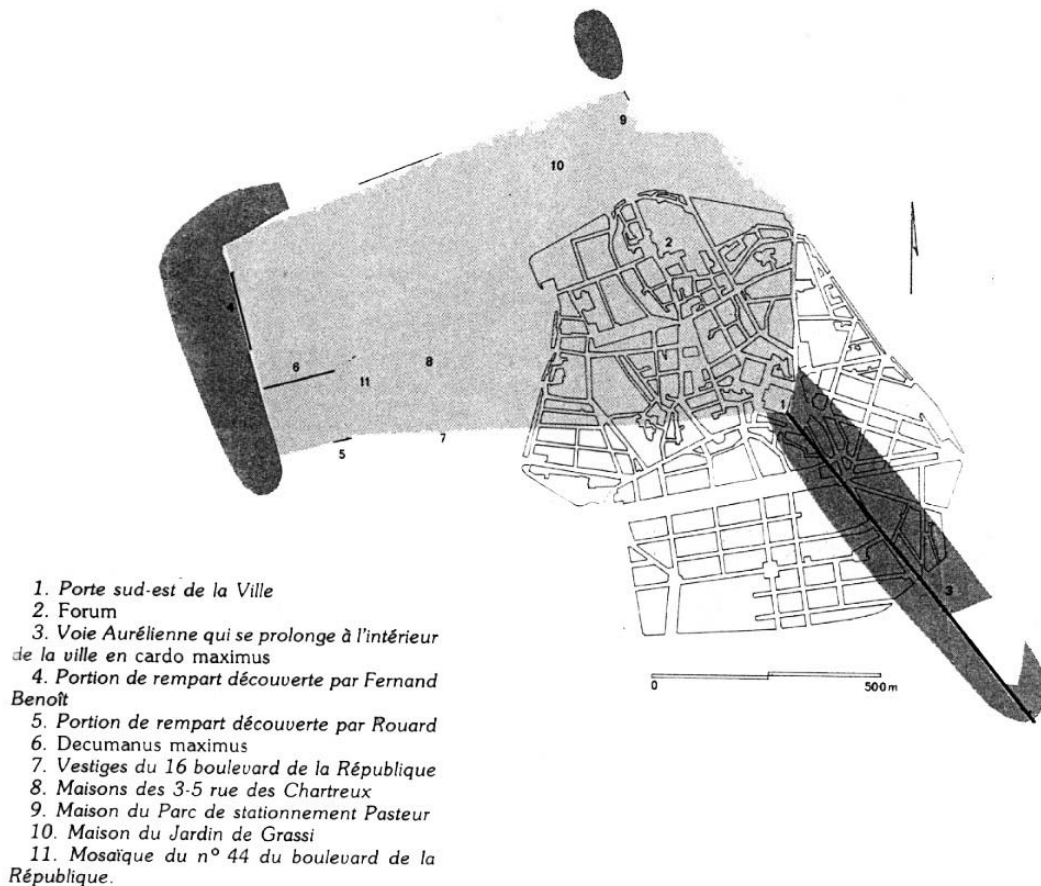 9
10
2
4
6
11
8
1
7
5
3
0 500m
1. Porte sud-est de la Ville
2. Forum
3. Voie Aurélienne qui se prolonge à l'intérieur
de la ville en cardo maximus
4. Portion de rempart découverte par Fernand
Benoît
5. Portion de rempart découverte par Rouard
6. Decumanus maximus
7. Vestiges du 16 boulevard de la République
8. Maisons des 3-5 rue des Chartreux
9. Maison du Parc de stationnement Pasteur
10. Maison du Jardin de Grassi
11. Mosaïque du n° 44 du boulevard de la
République.